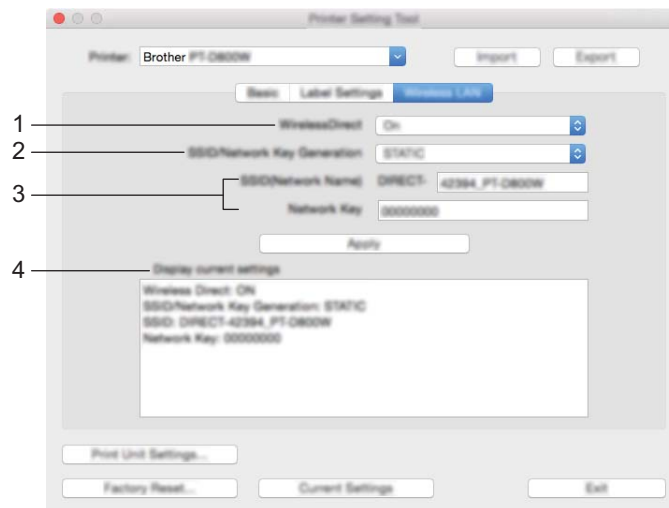 Printer Setting Tool
Printer: Brother PT-D800W Import Export
Basic Label Settings Wireless LAN
1 WirelessDirect On
2 SSID/Network Key Generation STATIC
3 SSID(Network Name) DIRECT- 42394_PT-D800W
Network Key 00000000
Apply
4 Display current settings
Wireless Direct: ON
SSID/Network Key Generation: STATIC
SSID: DIRECT-42394_PT-D800W
Network Key: 00000000
Print Unit Settings...
Factory Reset... Current Settings Exit